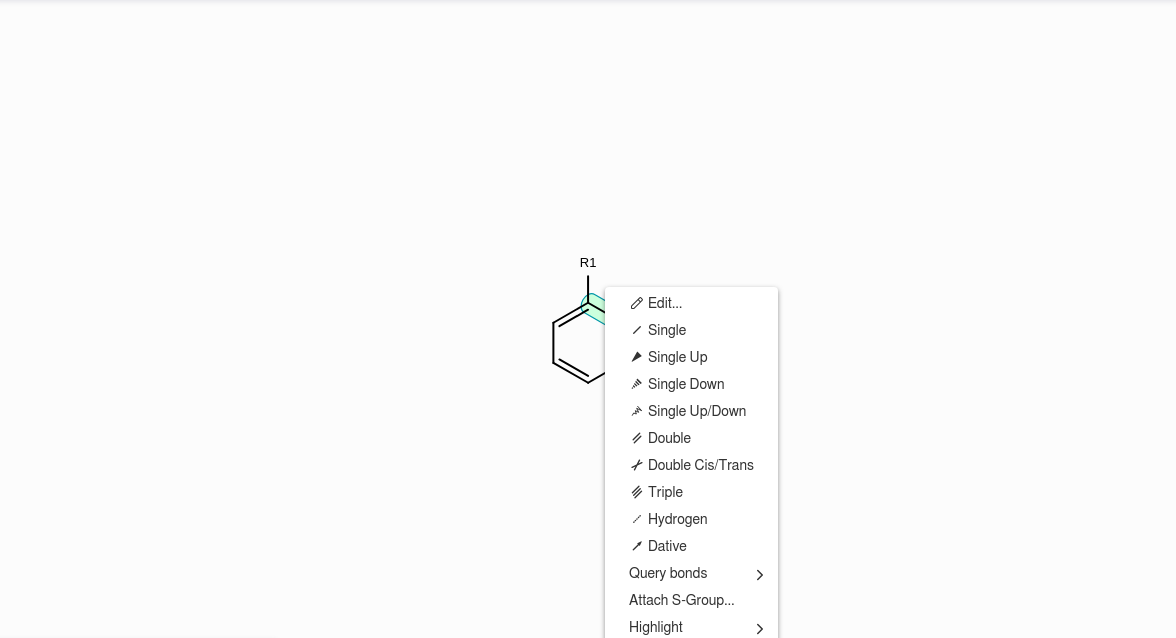 R1
Edit...
Single
Single Up
Single Down
Single Up/Down
Double
Double Cis/Trans
Triple
Hydrogen
Dative
Query bonds
Attach S-Group...
Highlight